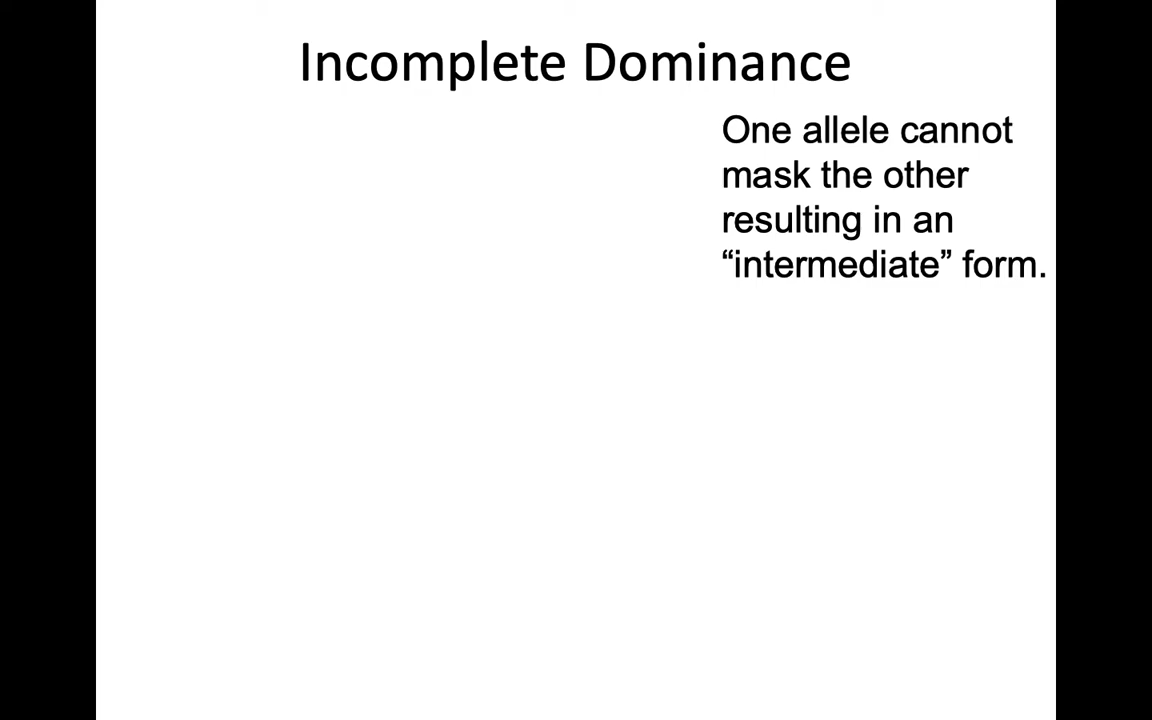 Incomplete Dominance
One allele cannot
mask the other
resulting in an
“intermediate” form.